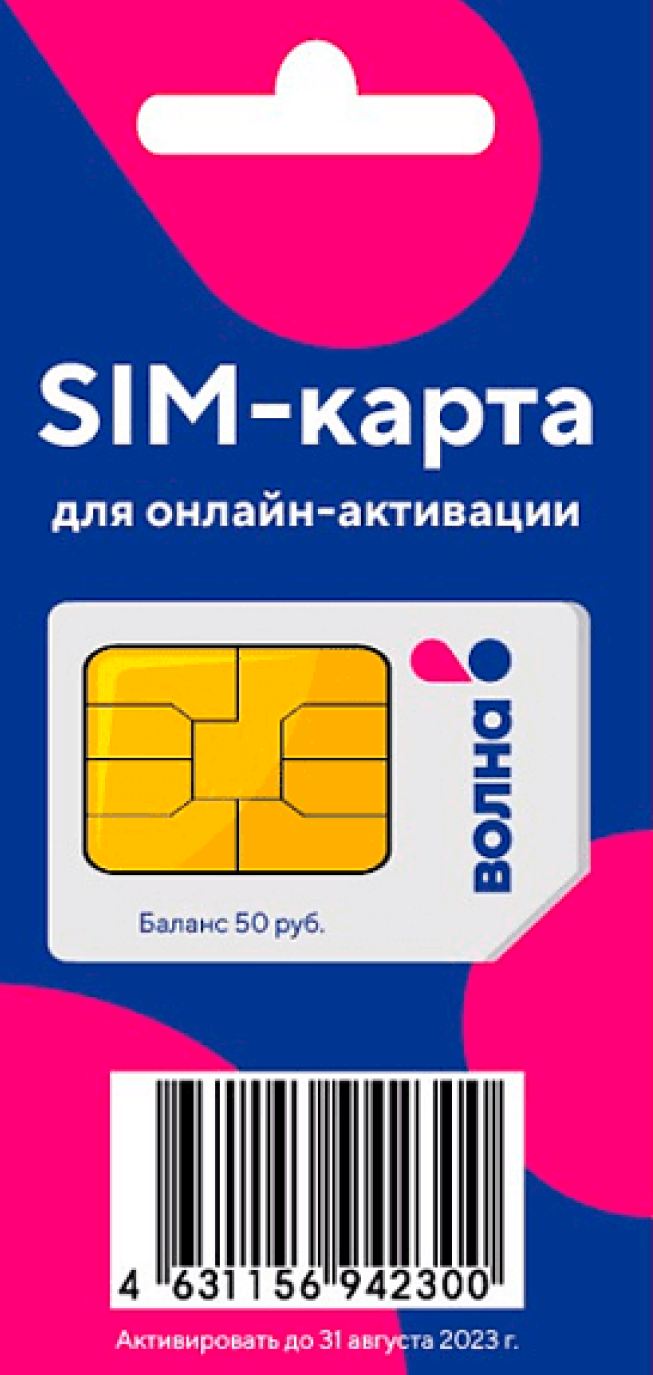 SIM-карта
для онлайн-активации
волна
Баланс 50 руб.
4 631156 942300
Активировать до 31 августа 2023 г.